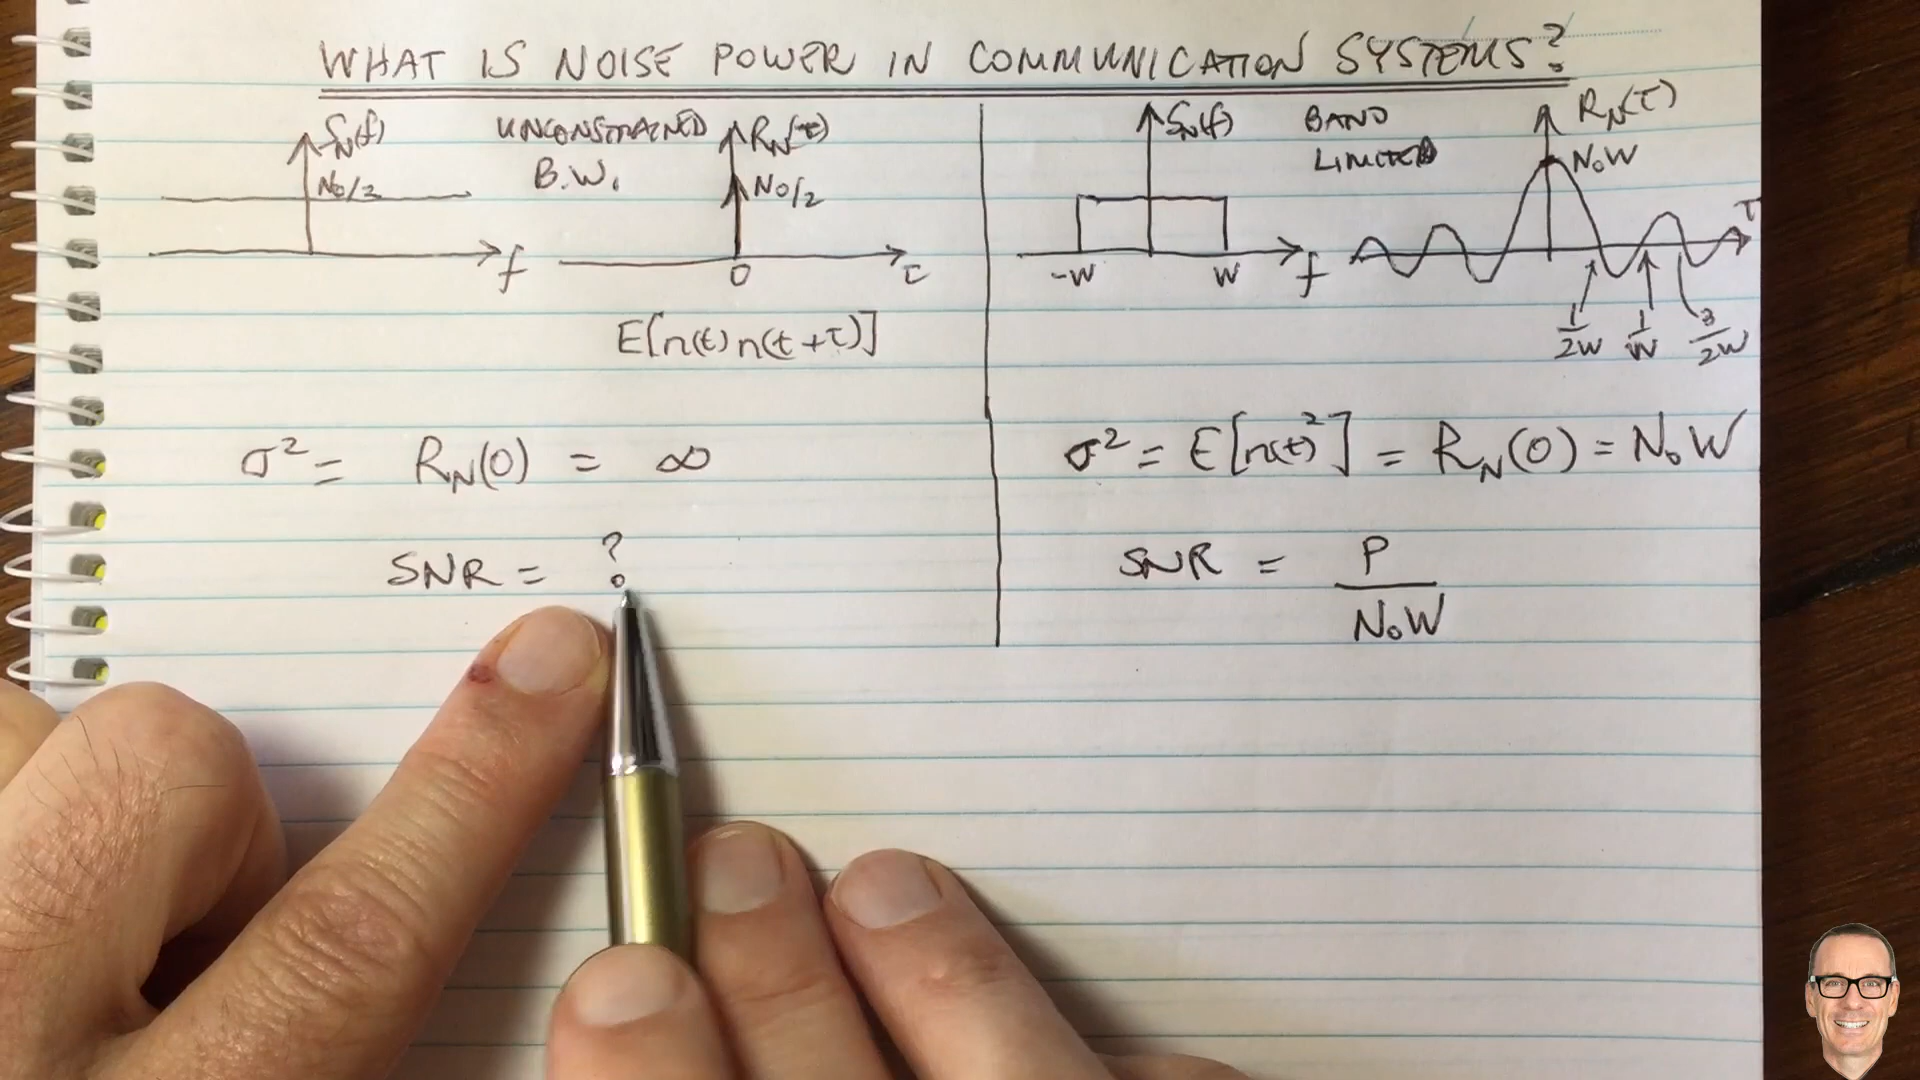 WHAT IS NOISE POWER IN COMMUNICATION SYSTEMS?
S_N(f)
N₀/2
f
UNCONSTRAINED
B.W.
R_N(τ)
N₀/2
0
τ
E[n(t)n(t+τ)]
σ² = R_N(0) = ∞
SNR = ?
S_N(f)
-W
W
f
BAND
LIMITED
R_N(τ)
N₀W
τ
1/2W
1/W
3/2W
σ² = E[n(t)²] = R_N(0) = N₀W
SNR = P
N₀W